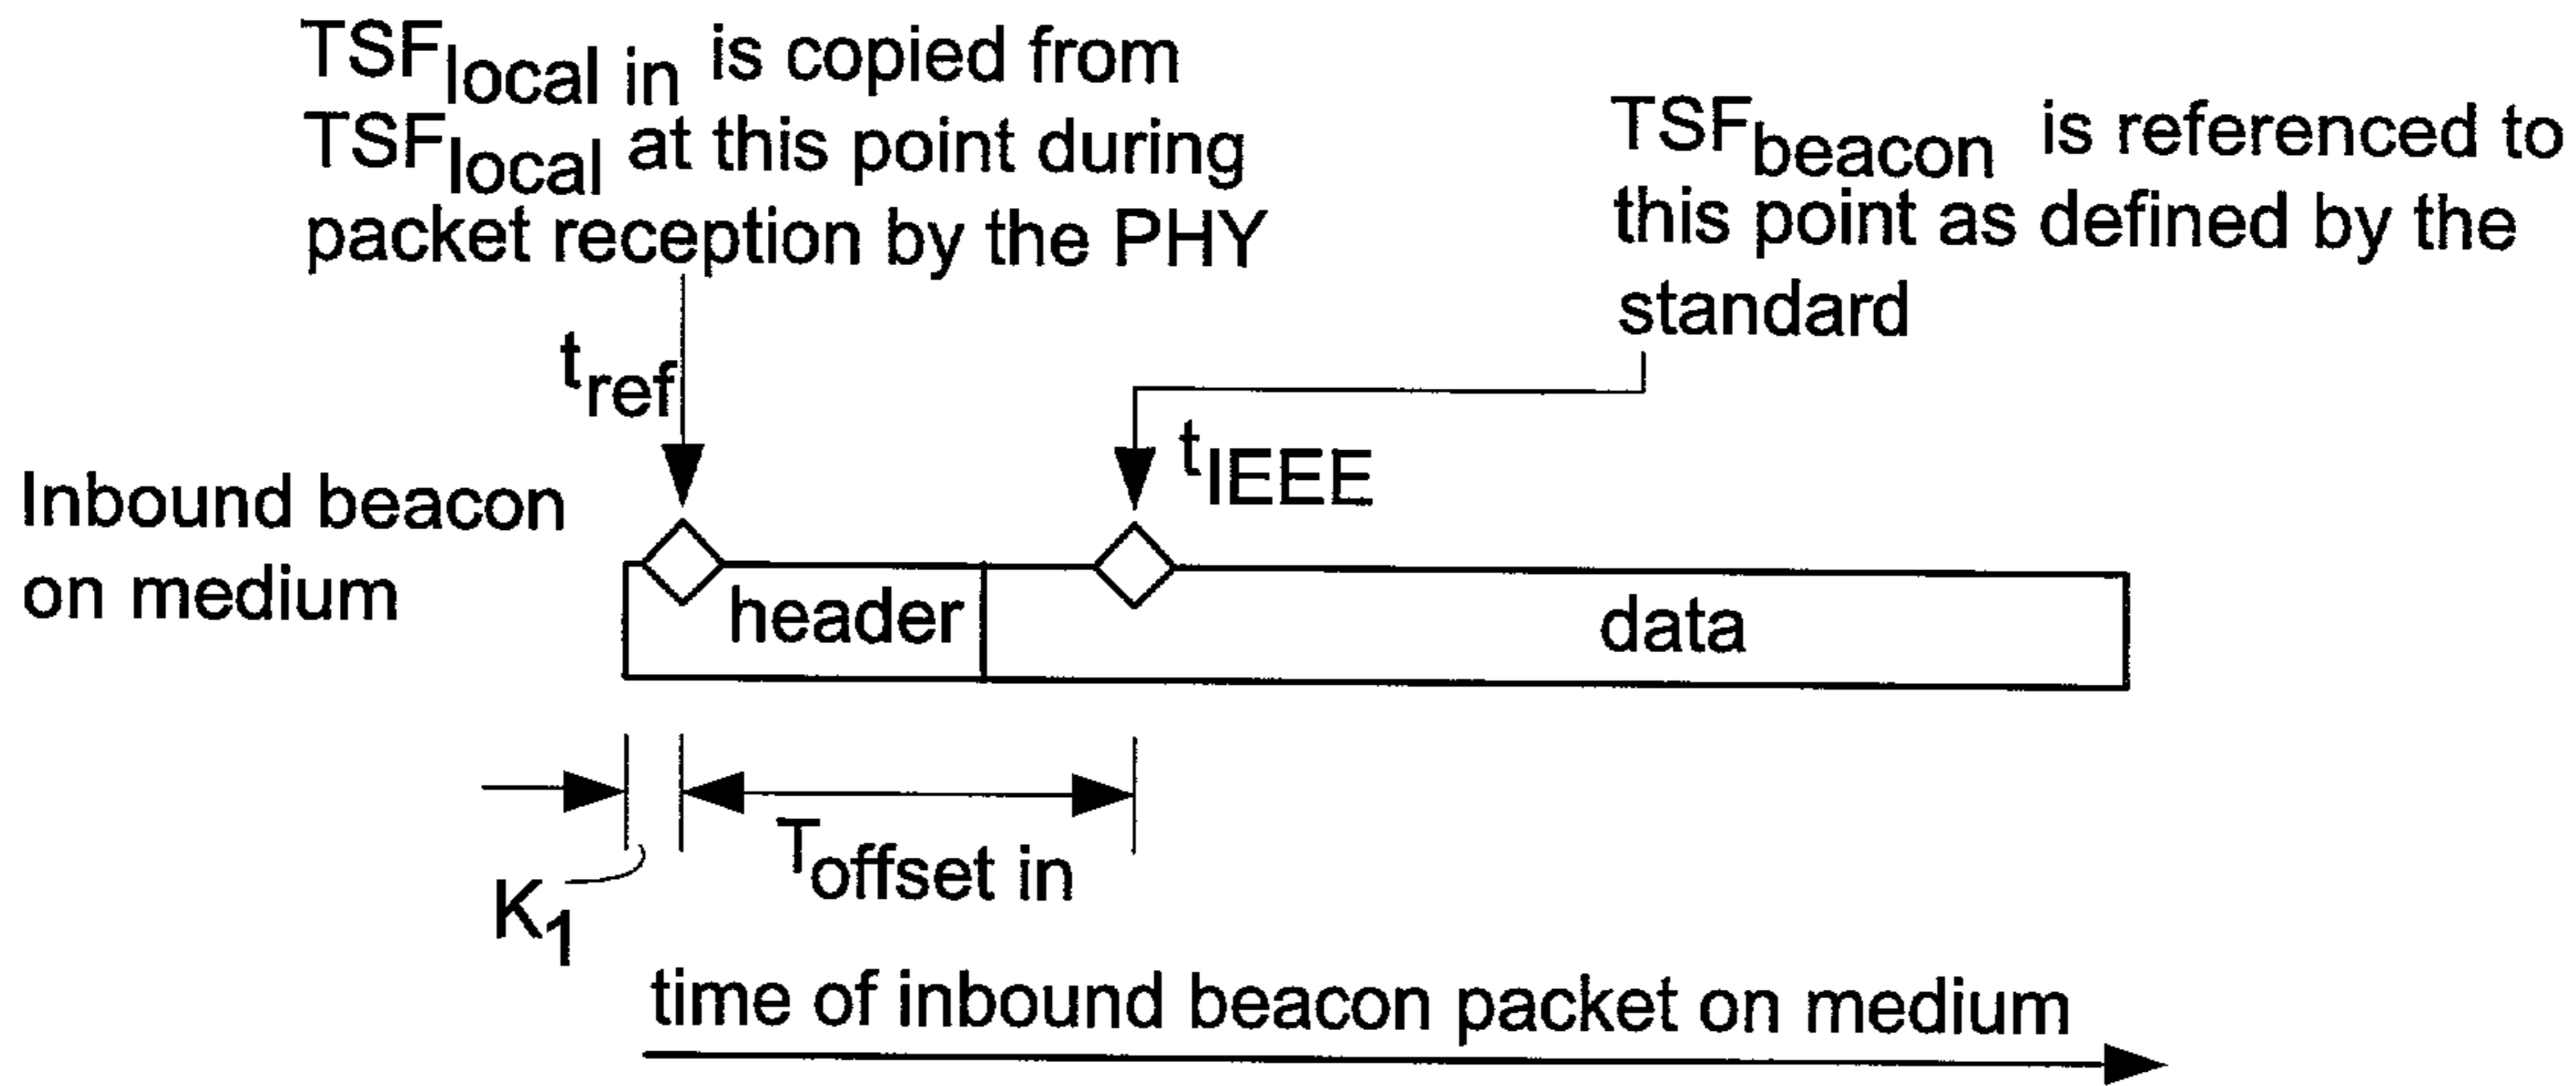 TSFlocal in is copied from
TSFlocal at this point during
packet reception by the PHY
TSFbeacon is referenced to
this point as defined by the
standard
tref
tIEEE
Inbound beacon
on medium
header
data
K1
Toffset in
time of inbound beacon packet on medium